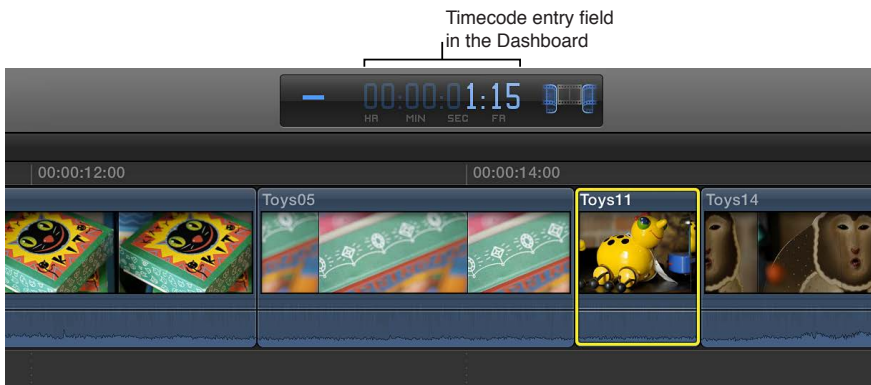 Timecode entry field
in the Dashboard
– 00:00:01:15
HR MIN SEC FR
00:00:12:00 00:00:14:00
Toys05 Toys11 Toys14